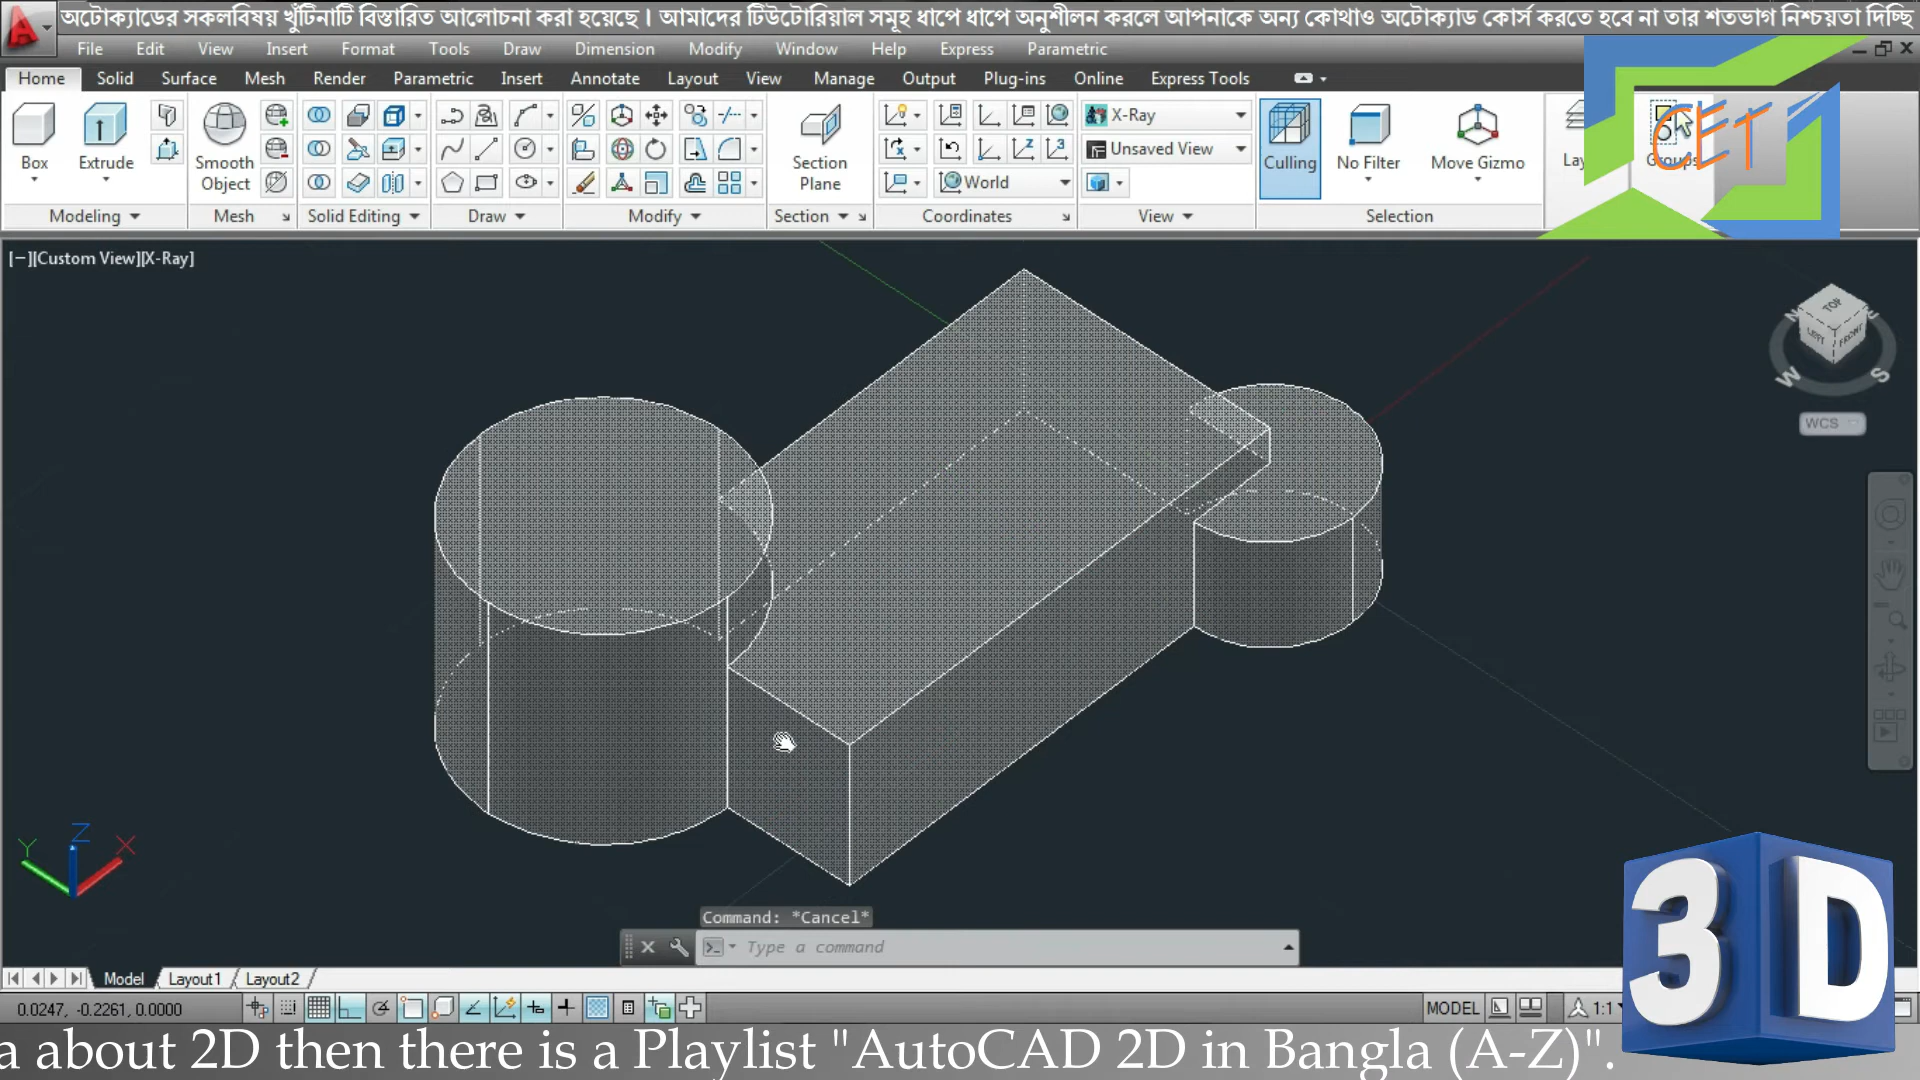 অটোক্যাডের সকলবিষয় খুঁটিনাটি বিস্তারিত আলোচনা করা হয়েছে। আমাদের টিউটোরিয়াল সমূহ ধাপে ধাপে অনুশীলন করলে আপনাকে অন্য কোথাও অটোক্যাড কোর্স করতে হবে না তার শতভাগ নিশ্চয়তা দিচ্ছি
File Edit View Insert Format Tools Draw Dimension Modify Window Help Express Parametric
Home Solid Surface Mesh Render Parametric Insert Annotate Layout View Manage Output Plug-ins Online Express Tools
Box Extrude Smooth Object Section Plane X-Ray Unsaved View World Culling No Filter Move Gizmo Groups
CET
Modeling Mesh Solid Editing Draw Modify Section Coordinates View Selection
[−][Custom View][X-Ray]
TOP
LEFT FRONT
W S
WCS
Z
Y X
Command: *Cancel*
Type a command
Model Layout1 Layout2
0.0247, -0.2261, 0.0000
MODEL 1:1
3D
a about 2D then there is a Playlist "AutoCAD 2D in Bangla (A-Z)".